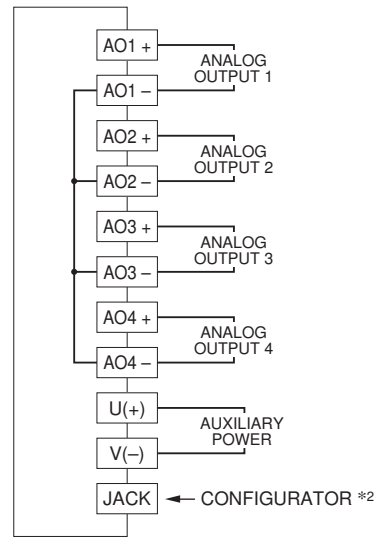 AO1 +
ANALOG
OUTPUT 1
AO1 –
AO2 +
ANALOG
OUTPUT 2
AO2 –
AO3 +
ANALOG
OUTPUT 3
AO3 –
AO4 +
ANALOG
OUTPUT 4
AO4 –
U(+)
AUXILIARY
POWER
V(–)
JACK CONFIGURATOR *2